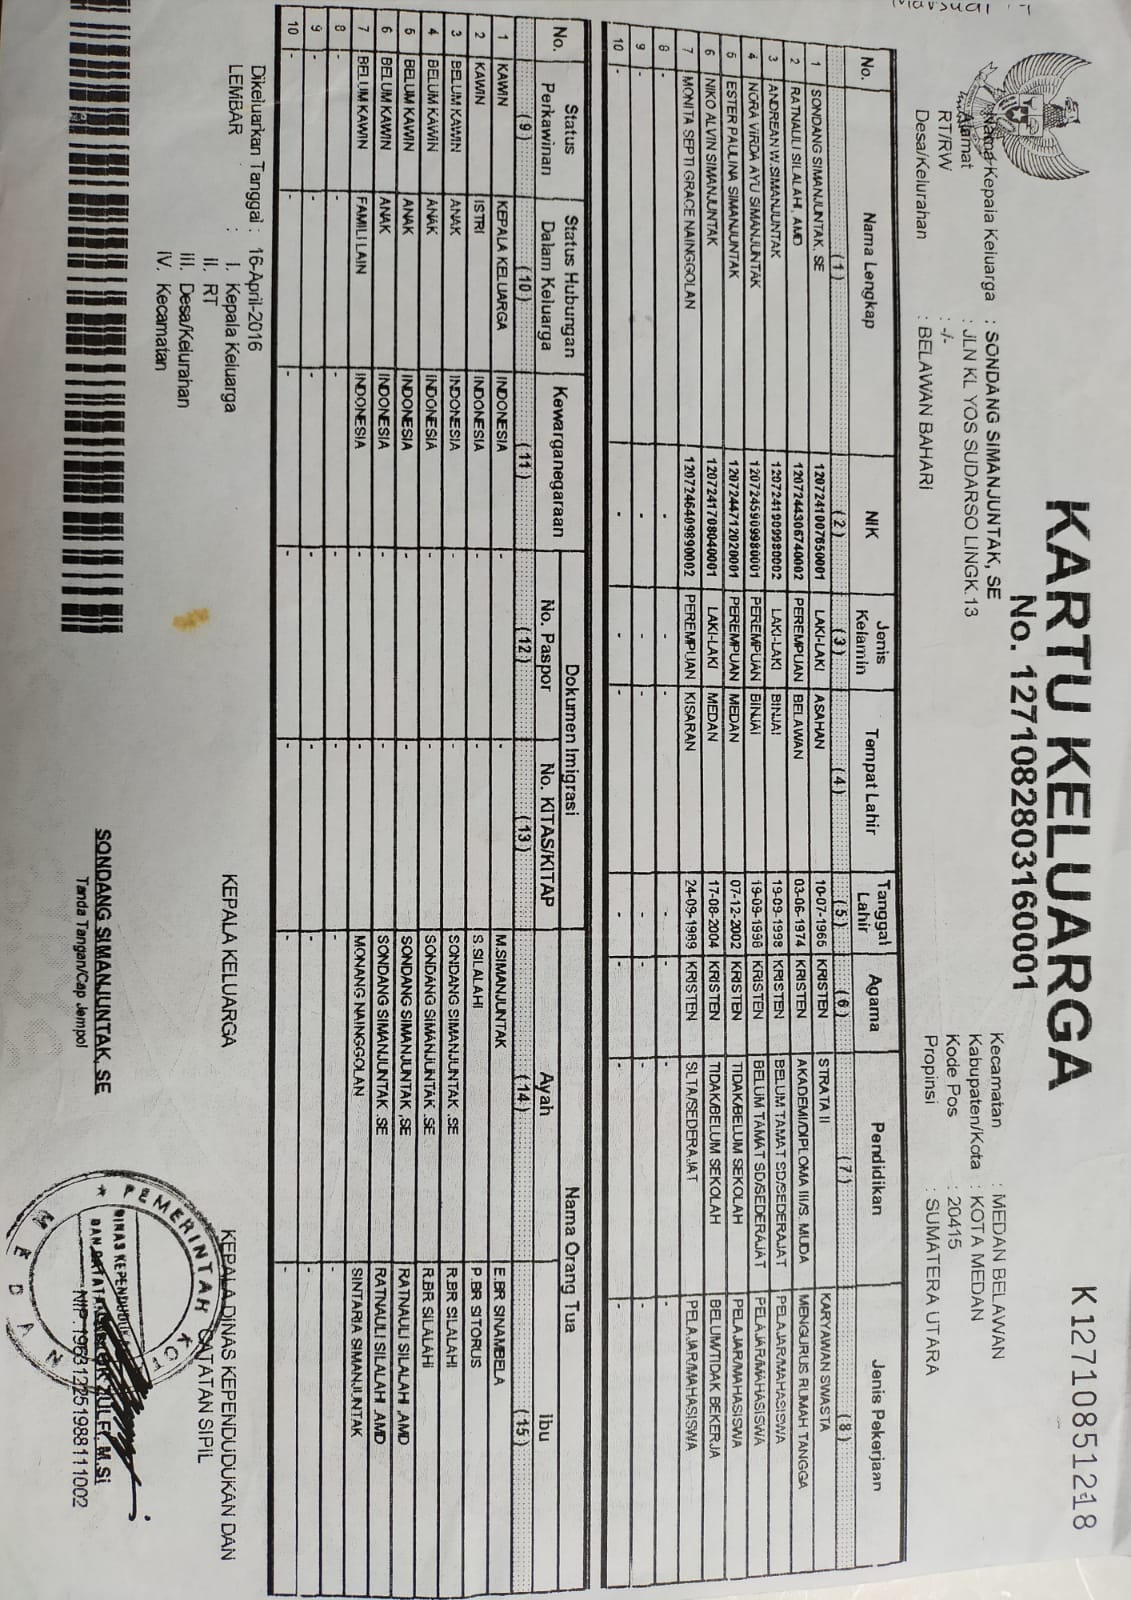 KARTU KELUARGA
No. 1271082803160001
K12710851218
Nama Kepala Keluarga : SONDANG SIMANJUNTAK, SE
Alamat : JLN KL YOS SUDARSO LINGK.13
RT/RW : -/-
Desa/Kelurahan : BELAWAN BAHARI
Kecamatan : MEDAN BELAWAN
Kabupaten/Kota : KOTA MEDAN
Kode Pos : 20415
Propinsi : SUMATERA UTARA
No. Nama Lengkap NIK Jenis Kelamin Tempat Lahir Tanggal Lahir Agama Pendidikan Jenis Pekerjaan
(1) (2) (3) (4) (5) (6) (7) (8)
1 SONDANG SIMANJUNTAK, SE 1207241007650001 LAKI-LAKI ASAHAN 10-07-1965 KRISTEN STRATA II KARYAWAN SWASTA
2 RATNAULI SILALAHI, AMD 1207244306740002 PEREMPUAN BELAWAN 03-06-1974 KRISTEN AKADEMI/DIPLOMA III/S. MUDA MENGURUS RUMAH TANGGA
3 ANDREAN W.SIMANJUNTAK 1207241909980002 LAKI-LAKI BINJAI 19-09-1998 KRISTEN BELUM TAMAT SD/SEDERAJAT PELAJAR/MAHASISWA
4 NORA VIRDA AYU SIMANJUNTAK 1207245909980001 PEREMPUAN BINJAI 19-09-1998 KRISTEN BELUM TAMAT SD/SEDERAJAT PELAJAR/MAHASISWA
5 ESTER PAULINA SIMANJUNTAK 1207244712020001 PEREMPUAN MEDAN 07-12-2002 KRISTEN TIDAK/BELUM SEKOLAH PELAJAR/MAHASISWA
6 NIKO ALVIN SIMANJUNTAK 1207241708040001 LAKI-LAKI MEDAN 17-08-2004 KRISTEN TIDAK/BELUM SEKOLAH BELUM/TIDAK BEKERJA
7 MONITA SEPTI GRACE NAINGGOLAN 1207246409890002 PEREMPUAN KISARAN 24-09-1989 KRISTEN SLTA/SEDERAJAT PELAJAR/MAHASISWA
8 - - - - - - - -
9 - - - - - - - -
10 - - - - - - - -
No. Status Perkawinan Status Hubungan Dalam Keluarga Kewarganegaraan Dokumen Imigrasi Nama Orang Tua
No. Paspor No. KITAS/KITAP Ayah Ibu
(9) (10) (11) (12) (13) (14) (15)
1 KAWIN KEPALA KELUARGA INDONESIA - - M.SIMANJUNTAK E.BR SINAMBELA
2 KAWIN ISTRI INDONESIA - - S.SILALAHI P.BR SITORUS
3 BELUM KAWIN ANAK INDONESIA - - SONDANG SIMANJUNTAK .SE R.BR SILALAHI
4 BELUM KAWIN ANAK INDONESIA - - SONDANG SIMANJUNTAK .SE R.BR SILALAHI
5 BELUM KAWIN ANAK INDONESIA - - SONDANG SIMANJUNTAK ,SE RATNAULI SILALAHI ,AMD
6 BELUM KAWIN ANAK INDONESIA - - SONDANG SIMANJUNTAK ,SE RATNAULI SILALAHI ,AMD
7 BELUM KAWIN FAMILI LAIN INDONESIA - - MONANG NAINGGOLAN SINTARIA SIMANJUNTAK
8 - - - - - - -
9 - - - - - - -
10 - - - - - - -
Dikeluarkan Tanggal : 16-April-2016
LEMBAR : I. Kepala Keluarga
II. RT
III. Desa/Kelurahan
IV. Kecamatan
KEPALA KELUARGA
SONDANG SIMANJUNTAK, SE
Tanda Tangan/Cap Jempol
KEPALA DINAS KEPENDUDUKAN DAN
CATATAN SIPIL
PEMERINTAH KOTA
MEDAN
DINAS KEPENDUDUKAN
ZULFI, M.Si
NIP.196312251988111002